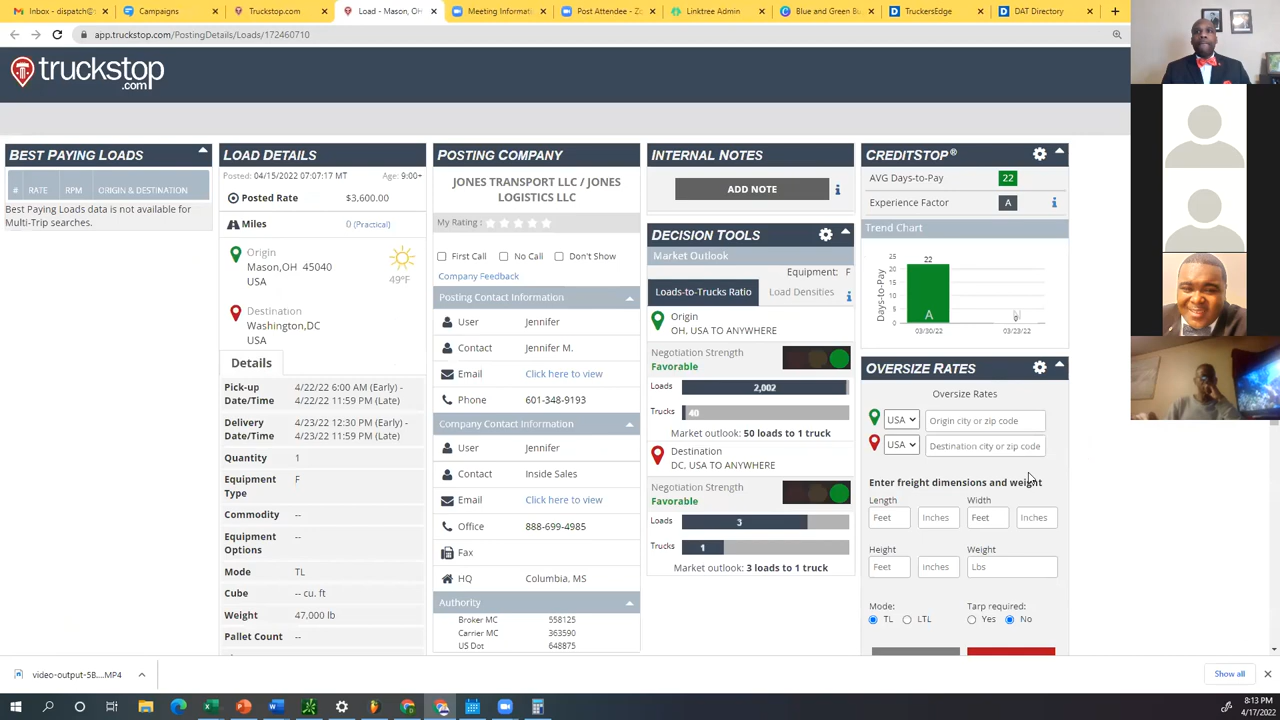 Inbox - dispatch@
Campaigns
Truckstop.com
Load - Mason, OH
Meeting Informati
Post Attendee - Zo
Linktree Admin
Blue and Green Bu
TruckersEdge
DAT Directory
app.truckstop.com/PostingDetails/Loads/172460710
truckstop
.com
BEST PAYING LOADS
# RATE RPM ORIGIN & DESTINATION
Best Paying Loads data is not available for
Multi-Trip searches.
LOAD DETAILS
Posted: 04/15/2022 07:07:17 MT Age: 9:00+
Posted Rate $3,600.00
Miles 0 (Practical)
Origin
Mason,OH 45040
USA
49°F
Destination
Washington,DC
USA
Details
Pick-up 4/22/22 6:00 AM (Early) -
Date/Time 4/22/22 11:59 PM (Late)
Delivery 4/23/22 12:30 PM (Early) -
Date/Time 4/23/22 11:59 PM (Late)
Quantity 1
Equipment F
Type
Commodity --
Equipment --
Options
Mode TL
Cube -- cu. ft
Weight 47,000 lb
Pallet Count --
POSTING COMPANY
JONES TRANSPORT LLC / JONES
LOGISTICS LLC
My Rating :
First Call No Call Don't Show
Company Feedback
Posting Contact Information
User Jennifer
Contact Jennifer M.
Email Click here to view
Phone 601-348-9193
Company Contact Information
User Jennifer
Contact Inside Sales
Email Click here to view
Office 888-699-4985
Fax
HQ Columbia, MS
Authority
Broker MC 558125
Carrier MC 363590
US Dot 648875
INTERNAL NOTES
ADD NOTE
DECISION TOOLS
Market Outlook
Equipment: F
Loads-to-Trucks Ratio Load Densities
Origin
OH, USA TO ANYWHERE
Negotiation Strength
Favorable
Loads 2,002
Trucks 40
Market outlook: 50 loads to 1 truck
Destination
DC, USA TO ANYWHERE
Negotiation Strength
Favorable
Loads 3
Trucks 1
Market outlook: 3 loads to 1 truck
CREDITSTOP®
AVG Days-to-Pay 22
Experience Factor A
Trend Chart
Days-to-Pay
25
20
15
10
5
0
22
A
N
0
03/30/22 03/23/22
OVERSIZE RATES
Oversize Rates
USA Origin city or zip code
USA Destination city or zip code
Enter freight dimensions and weight
Length Width
Feet Inches Feet Inches
Height Weight
Feet inches Lbs
Mode: Tarp required:
TL LTL Yes No
video-output-5B....MP4
Show all
8:13 PM
4/17/2022